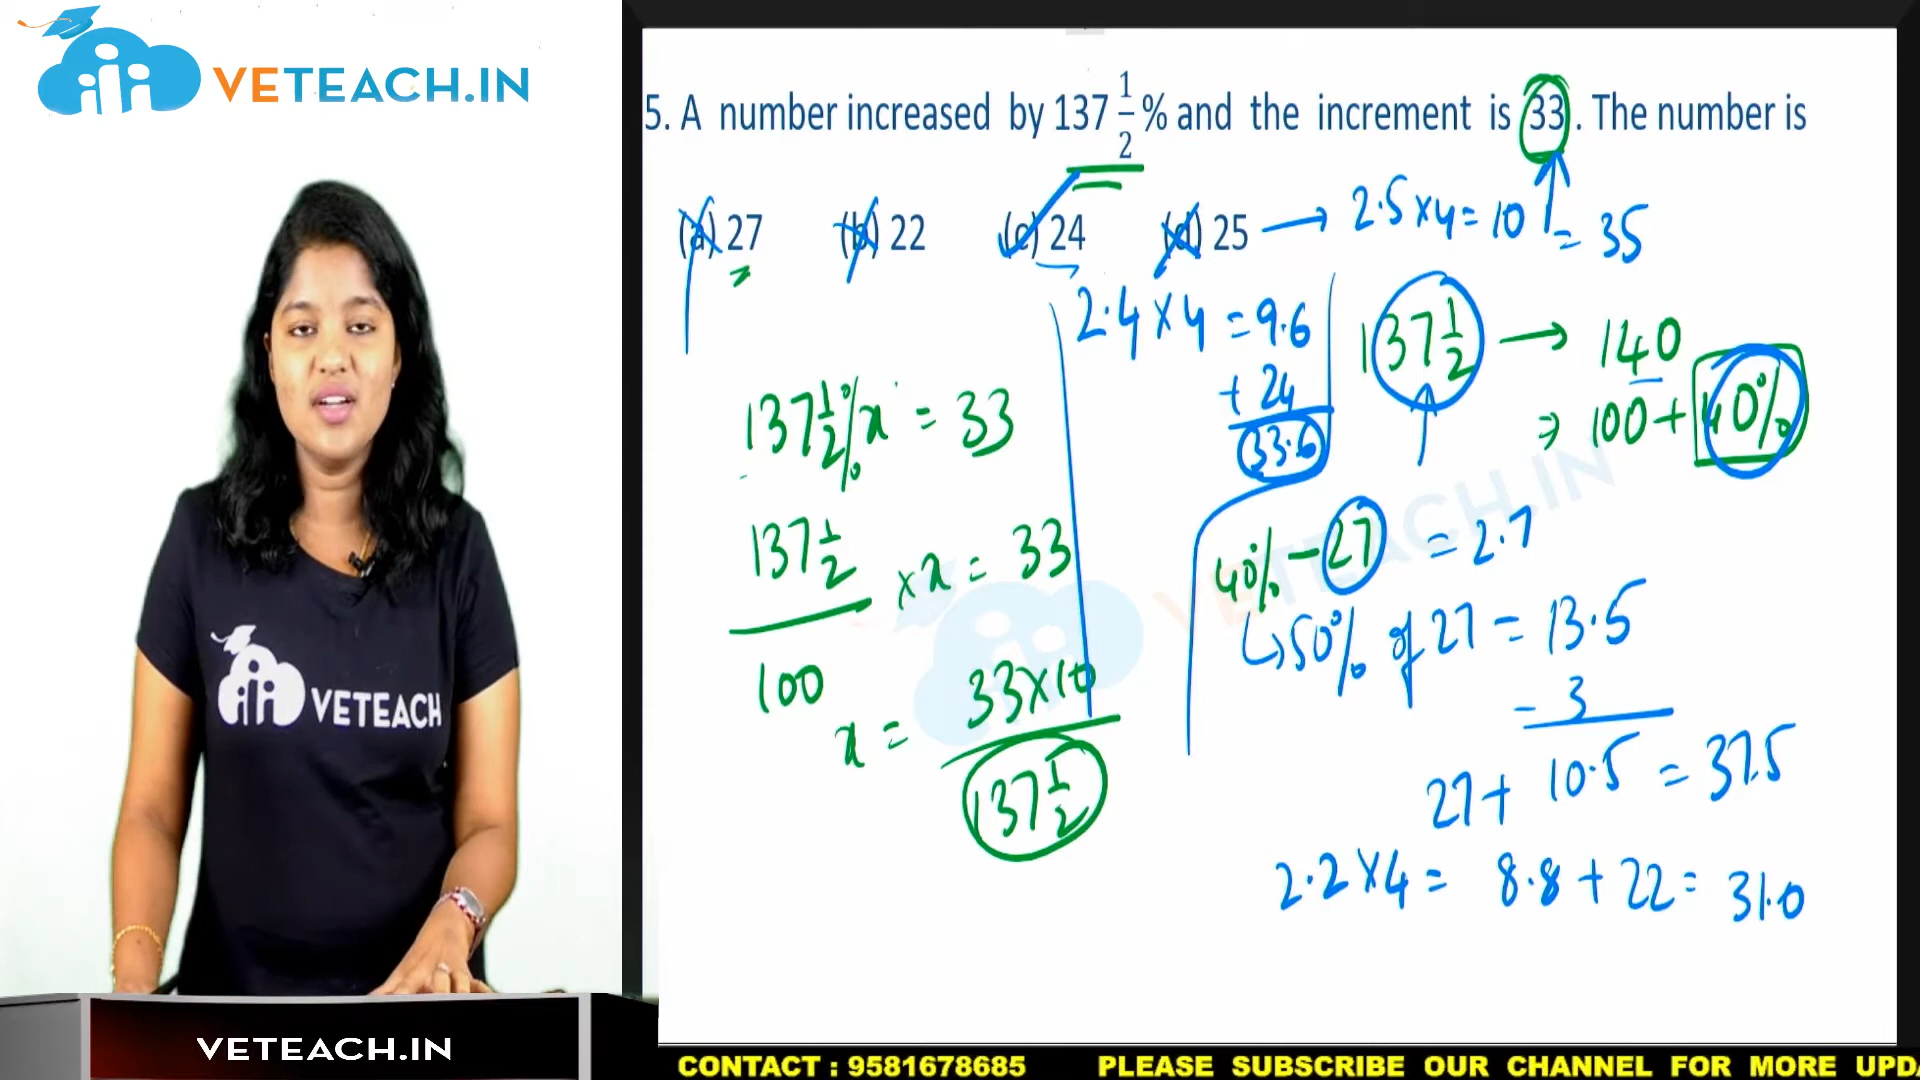 VETEACH.IN
5. A number increased by 137 1/2 % and the increment is 33 . The number is
(a) 27 (b) 22 (c) 24 (d) 25 → 2.5 × 4 = 10 = 35
2.4 × 4 = 9.6
+ 24
33.6
137 1/2 → 140
⇒ 100 + 40%
137 1/2 % x = 33
137 1/2 / 100 × x = 33
x = 33 × 10 / 137 1/2
40% – 27 = 2.7
↳ 50% of 27 = 13.5
- 3
27 + 10.5 = 37.5
2.2 × 4 = 8.8 + 22 = 31.0
VETEACH.IN
VETEACH
VETEACH.IN
CONTACT : 9581678685 PLEASE SUBSCRIBE OUR CHANNEL FOR MORE UPDA